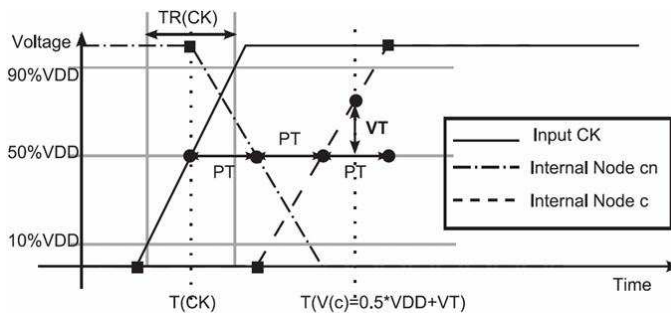 TR(CK)
Voltage
90%VDD
VT
PT
50%VDD
PT
PT
10%VDD
Time
T(CK)
T(V(c)=0.5*VDD+VT)
Input CK
Internal Node cn
Internal Node c